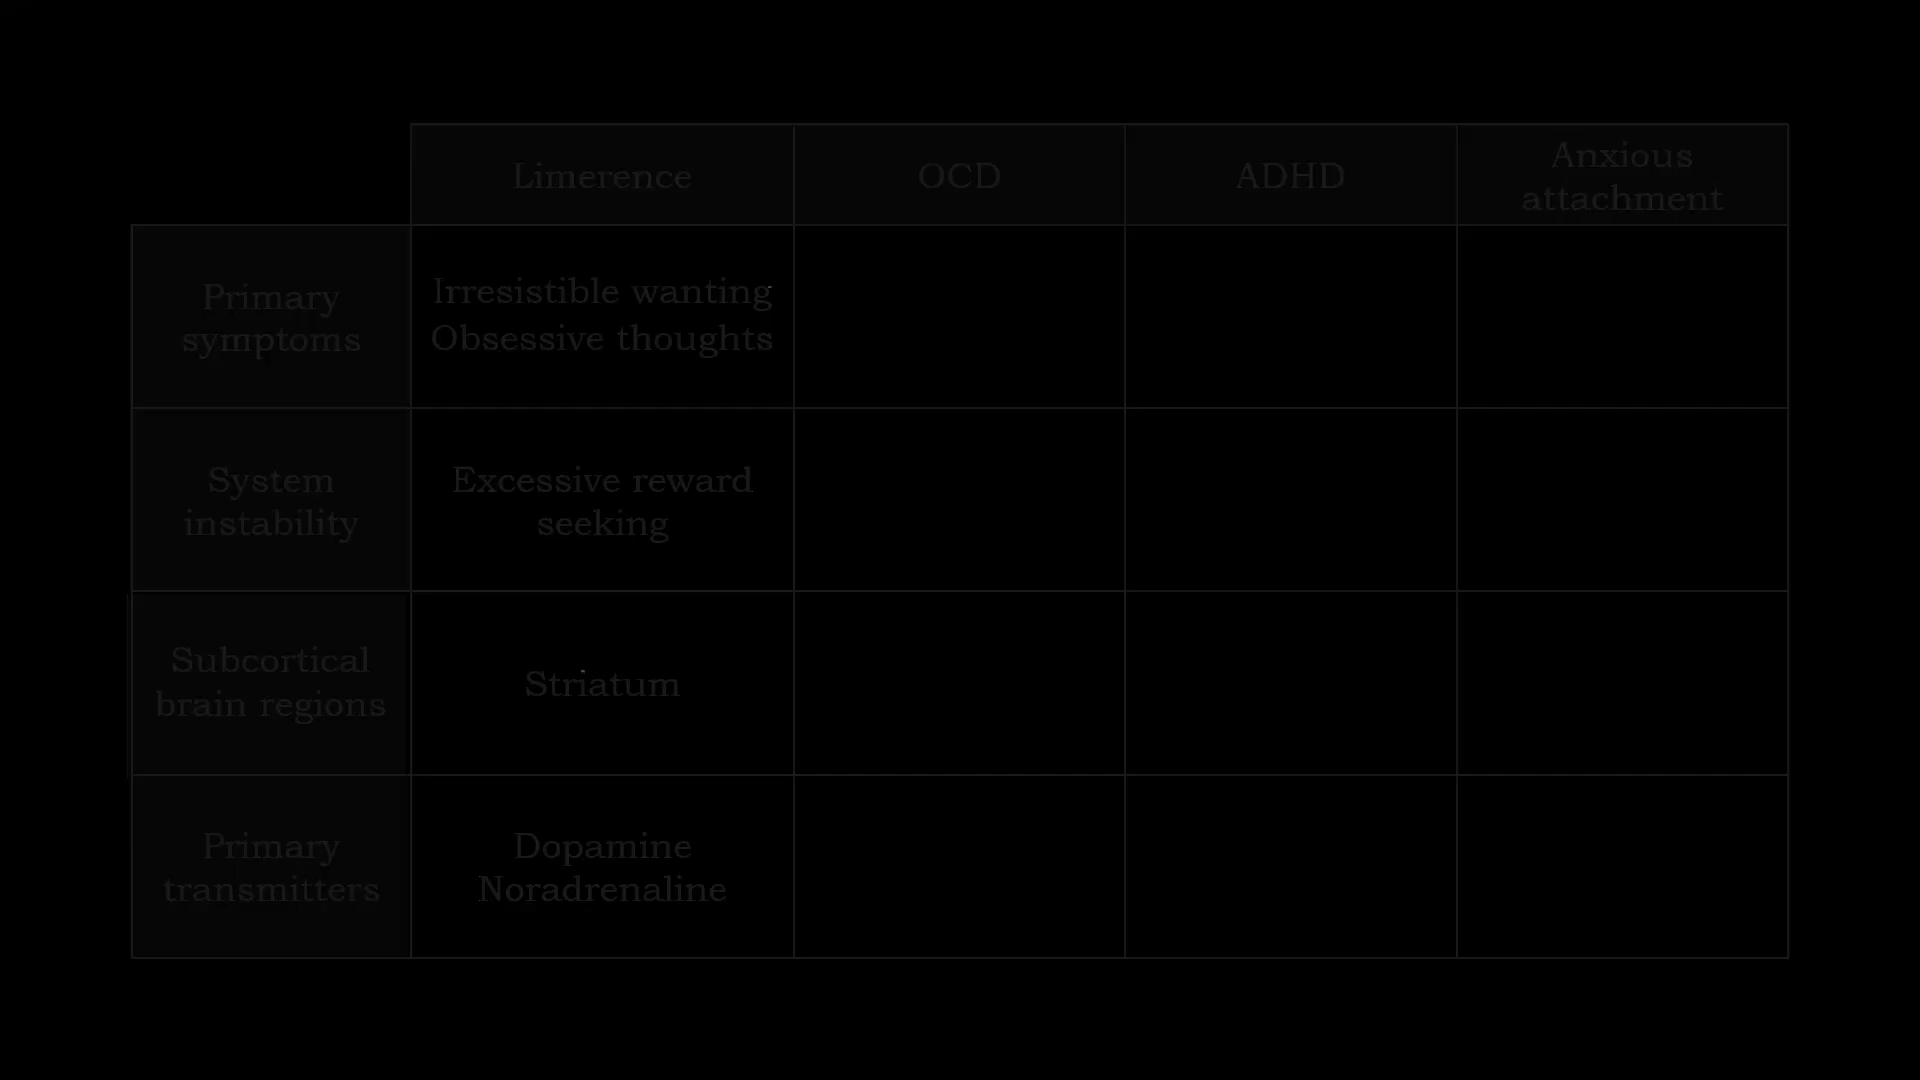 Limerence
OCD
ADHD
Anxious
attachment
Primary
symptoms
Irresistible wanting
Obsessive thoughts
System
instability
Excessive reward
seeking
Subcortical
brain regions
Striatum
Primary
transmitters
Dopamine
Noradrenaline